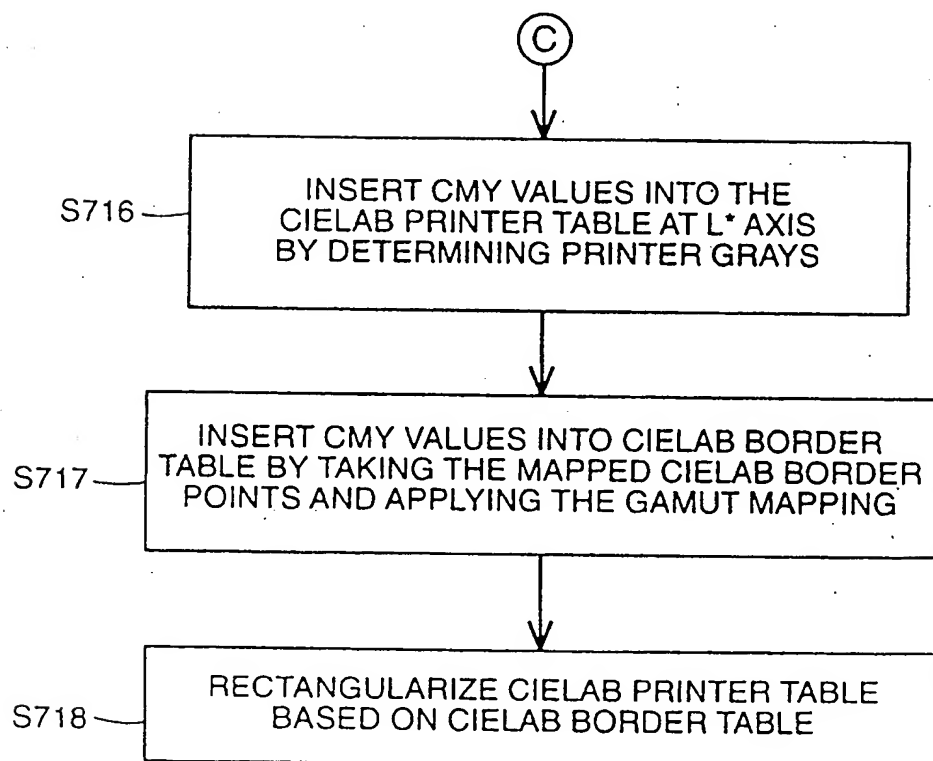 C
S716
INSERT CMY VALUES INTO THE
CIELAB PRINTER TABLE AT L* AXIS
BY DETERMINING PRINTER GRAYS
S717
INSERT CMY VALUES INTO CIELAB BORDER
TABLE BY TAKING THE MAPPED CIELAB BORDER
POINTS AND APPLYING THE GAMUT MAPPING
S718
RECTANGULARIZE CIELAB PRINTER TABLE
BASED ON CIELAB BORDER TABLE